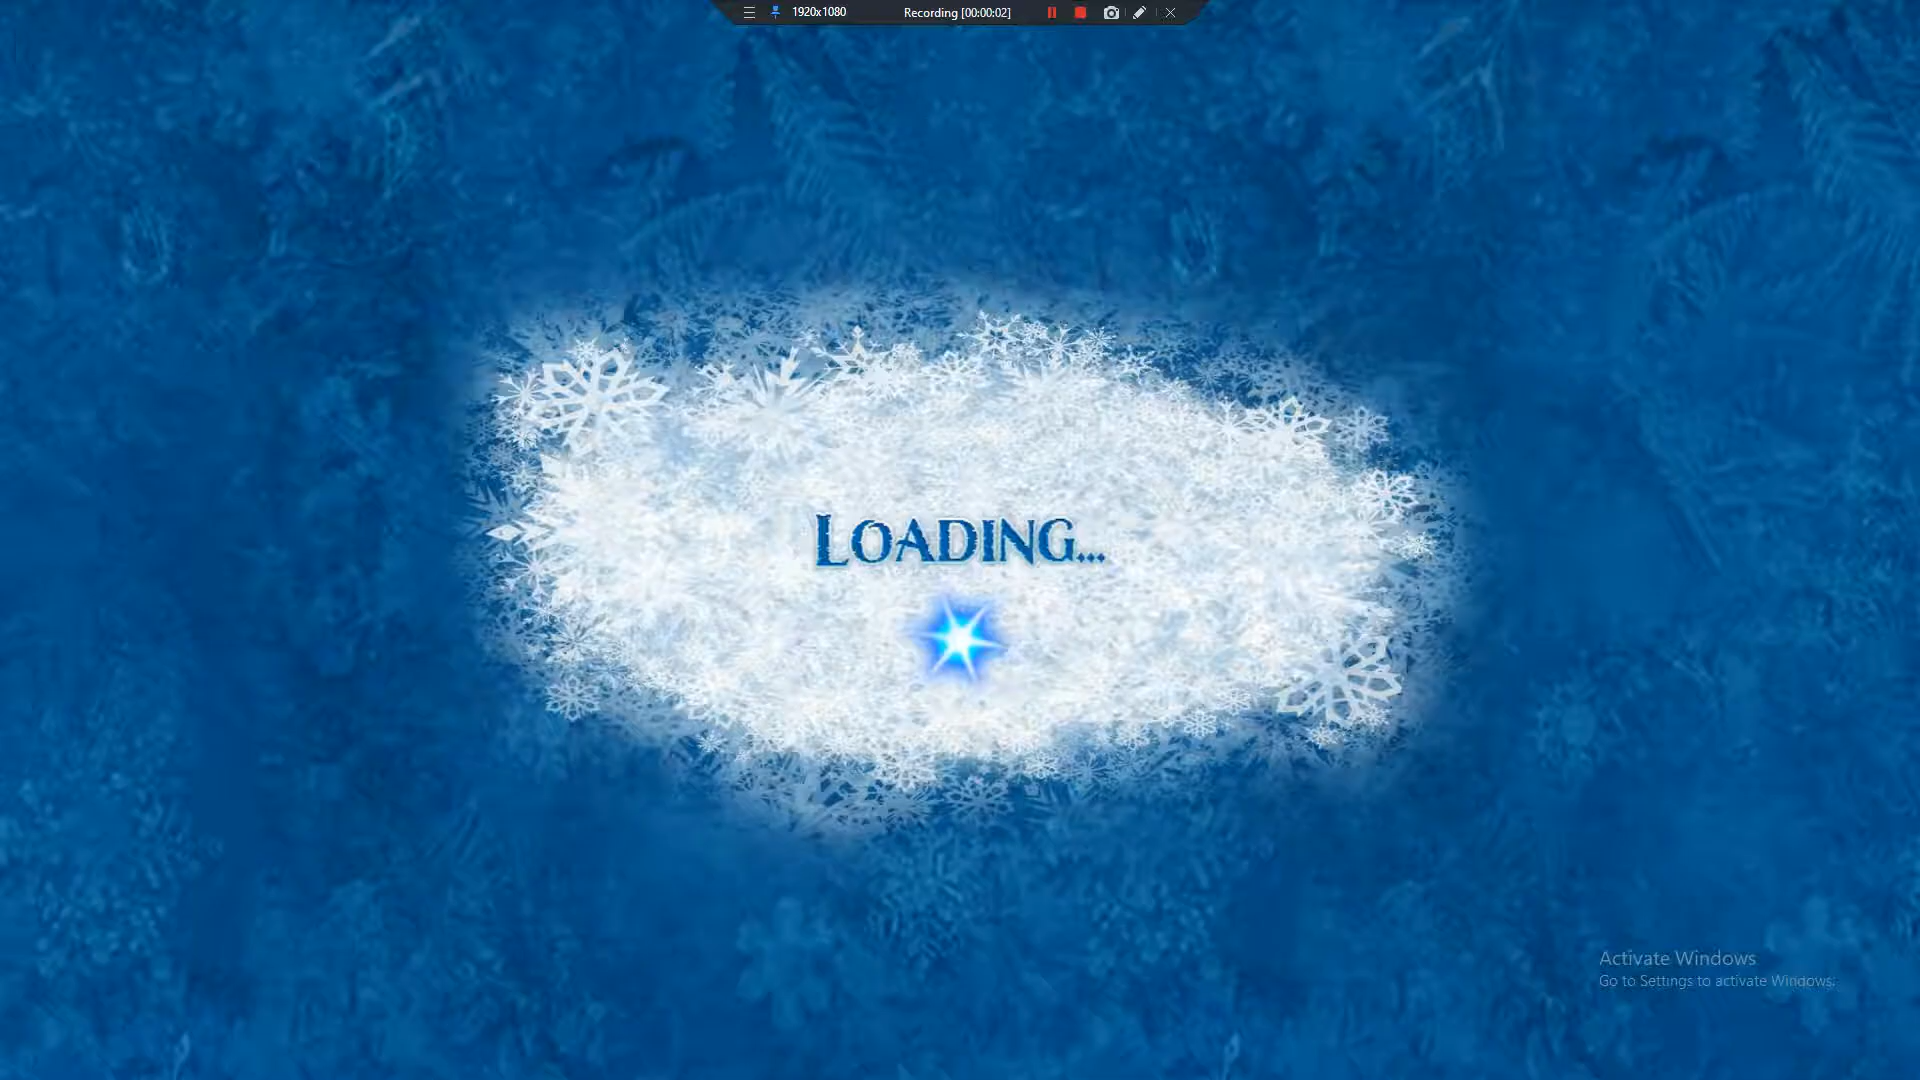 1920x1080 Recording [00:00:02]
LOADING...
Activate Windows
Go to Settings to activate Windows.